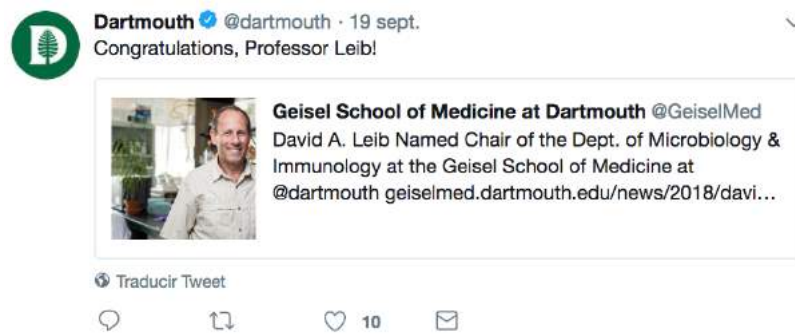 Dartmouth @dartmouth · 19 sept.
Congratulations, Professor Leib!
Geisel School of Medicine at Dartmouth @GeiselMed
David A. Leib Named Chair of the Dept. of Microbiology &
Immunology at the Geisel School of Medicine at
@dartmouth geiselmed.dartmouth.edu/news/2018/davi...
Traducir Tweet
10